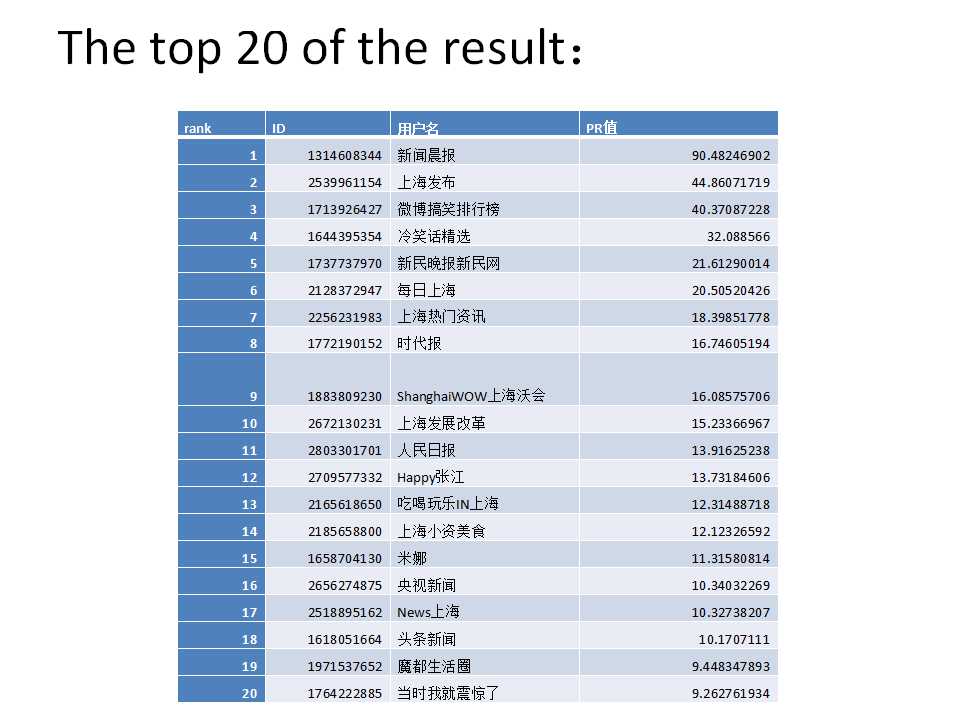 The top 20 of the result：
rank ID 用户名 PR值
1 1314608344 新闻晨报 90.48246902
2 2539961154 上海发布 44.86071719
3 1713926427 微博搞笑排行榜 40.37087228
4 1644395354 冷笑话精选 32.088566
5 1737737970 新民晚报新民网 21.61290014
6 2128372947 每日上海 20.50520426
7 2256231983 上海热门资讯 18.39851778
8 1772190152 时代报 16.74605194
9 1883809230 ShanghaiWOW上海沃会 16.08575706
10 2672130231 上海发展改革 15.23366967
11 2803301701 人民日报 13.91625238
12 2709577332 Happy张江 13.73184606
13 2165618650 吃喝玩乐IN上海 12.31488718
14 2185658800 上海小资美食 12.12326592
15 1658704130 米娜 11.31580814
16 2656274875 央视新闻 10.34032269
17 2518895162 News上海 10.32738207
18 1618051664 头条新闻 10.1707111
19 1971537652 魔都生活圈 9.448347893
20 1764222885 当时我就震惊了 9.262761934